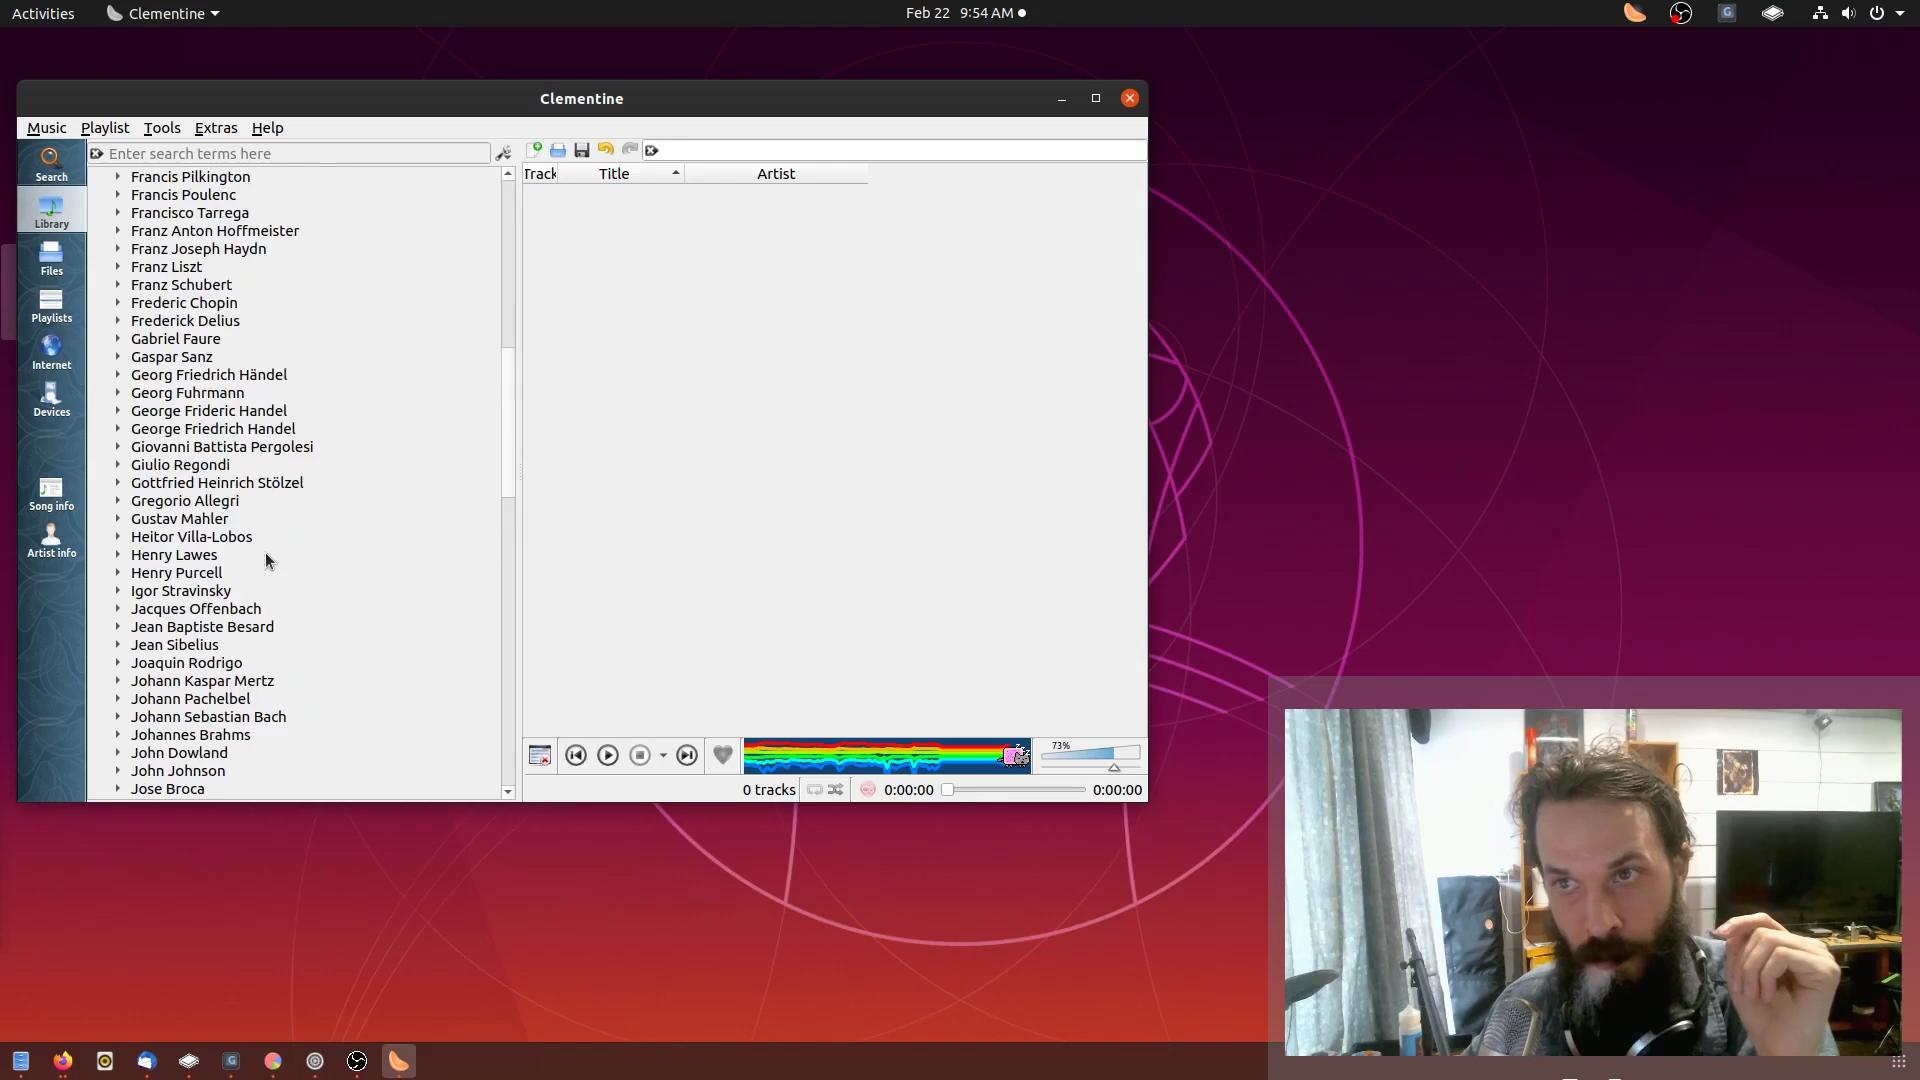 Activities
Clementine
Feb 22 9:54 AM
Clementine
Music Playlist Tools Extras Help
Search
Library
Files
Playlists
Internet
Devices
Song info
Artist info
Enter search terms here
Francis Pilkington
Francis Poulenc
Francisco Tarrega
Franz Anton Hoffmeister
Franz Joseph Haydn
Franz Liszt
Franz Schubert
Frederic Chopin
Frederick Delius
Gabriel Faure
Gaspar Sanz
Georg Friedrich Händel
Georg Fuhrmann
George Frideric Handel
George Friedrich Handel
Giovanni Battista Pergolesi
Giulio Regondi
Gottfried Heinrich Stölzel
Gregorio Allegri
Gustav Mahler
Heitor Villa-Lobos
Henry Lawes
Henry Purcell
Igor Stravinsky
Jacques Offenbach
Jean Baptiste Besard
Jean Sibelius
Joaquin Rodrigo
Johann Kaspar Mertz
Johann Pachelbel
Johann Sebastian Bach
Johannes Brahms
John Dowland
John Johnson
Jose Broca
Track Title Artist
73%
0 tracks
0:00:00
0:00:00